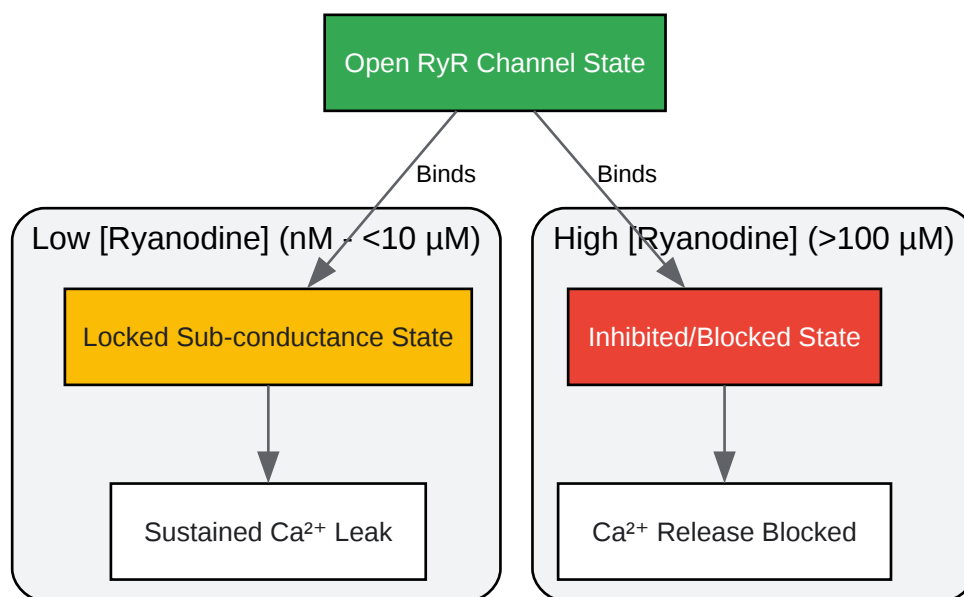 Open RyR Channel State
Binds
Binds
Low [Ryanodine] (nM - <10 µM)
High [Ryanodine] (>100 µM)
Locked Sub-conductance State
Inhibited/Blocked State
Sustained Ca²⁺ Leak
Ca²⁺ Release Blocked